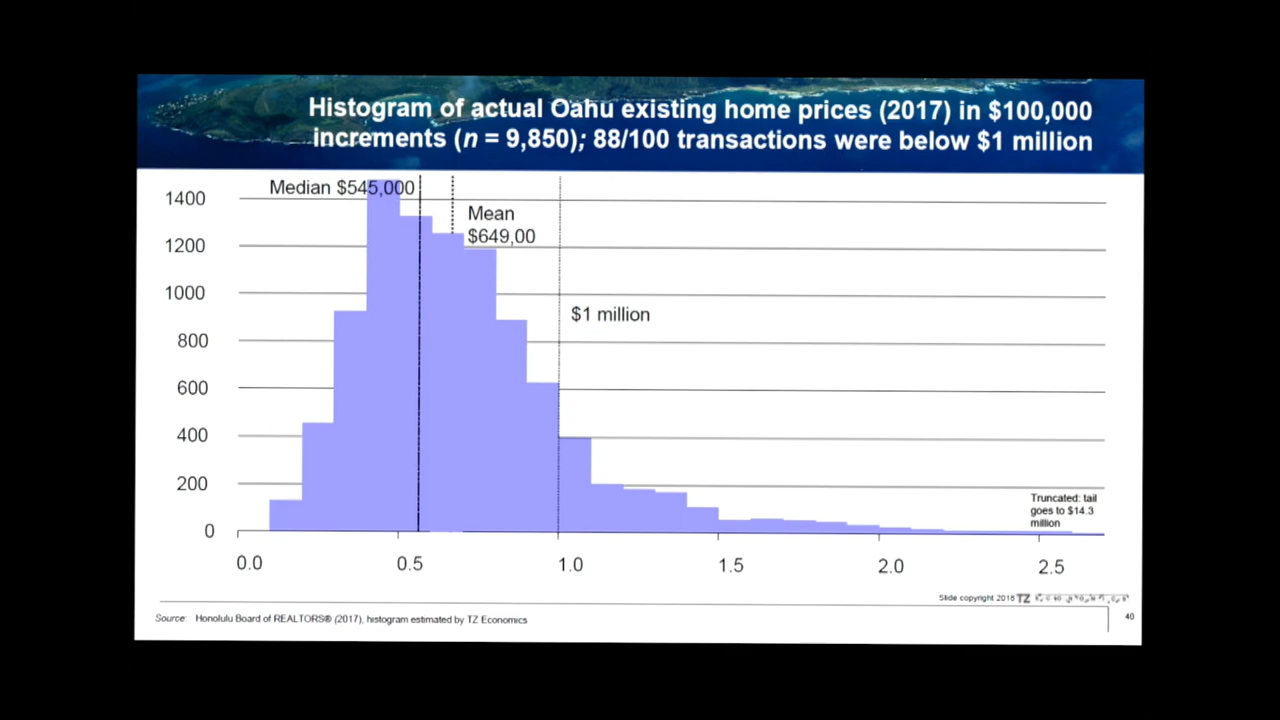 Histogram of actual Oahu existing home prices (2017) in $100,000
increments (n = 9,850); 88/100 transactions were below $1 million
Median $545,000
Mean
$649,00
$1 million
1400
1200
1000
800
600
400
200
0
Truncated: tail
goes to $14.3
million
0.0 0.5 1.0 1.5 2.0 2.5
Slide copyright 2018 TZ
Source: Honolulu Board of REALTORS® (2017), histogram estimated by TZ Economics
40